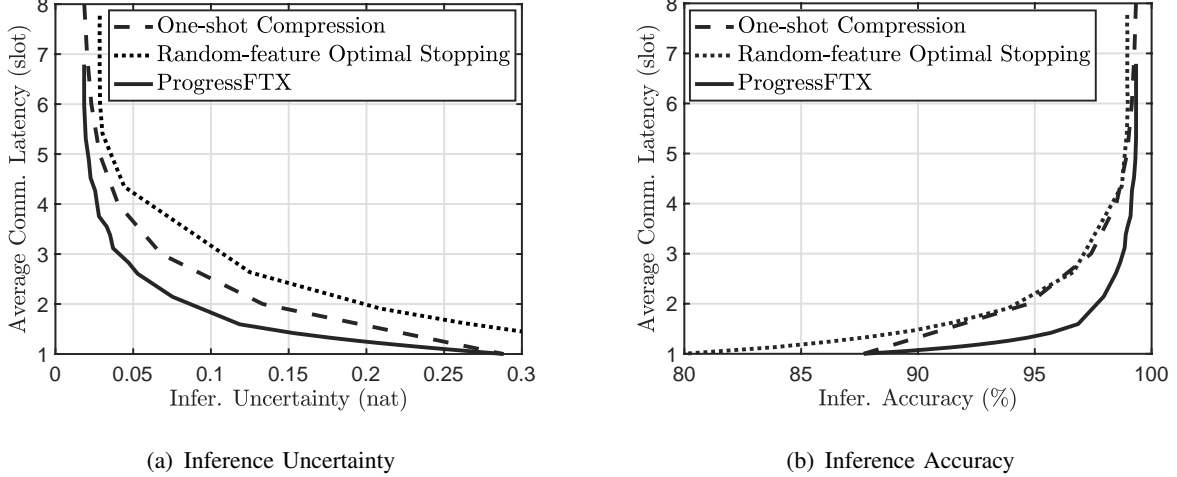 8
7
6
5
4
3
2
1
Average Comm. Latency (slot)
One-shot Compression
Random-feature Optimal Stopping
ProgressFTX
0 0.05 0.1 0.15 0.2 0.25 0.3
Infer. Uncertainty (nat)
(a) Inference Uncertainty
8
7
6
5
4
3
2
1
Average Comm. Latency (slot)
One-shot Compression
Random-feature Optimal Stopping
ProgressFTX
80 85 90 95 100
Infer. Accuracy (%)
(b) Inference Accuracy